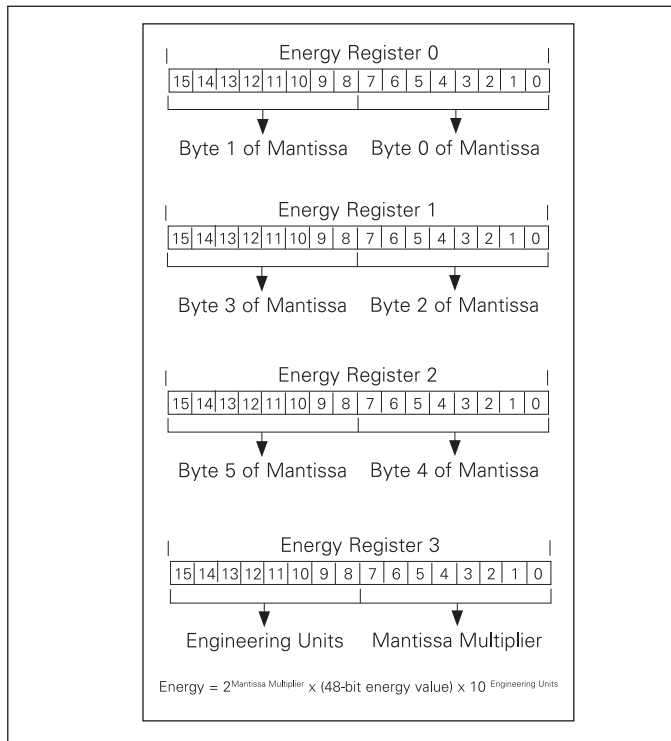 Energy Register 0
15 14 13 12 11 10 9 8 7 6 5 4 3 2 1 0
Byte 1 of Mantissa Byte 0 of Mantissa
Energy Register 1
15 14 13 12 11 10 9 8 7 6 5 4 3 2 1 0
Byte 3 of Mantissa Byte 2 of Mantissa
Energy Register 2
15 14 13 12 11 10 9 8 7 6 5 4 3 2 1 0
Byte 5 of Mantissa Byte 4 of Mantissa
Energy Register 3
15 14 13 12 11 10 9 8 7 6 5 4 3 2 1 0
Engineering Units Mantissa Multiplier
Energy = 2 Mantissa Multiplier x (48-bit energy value) x 10 Engineering Units